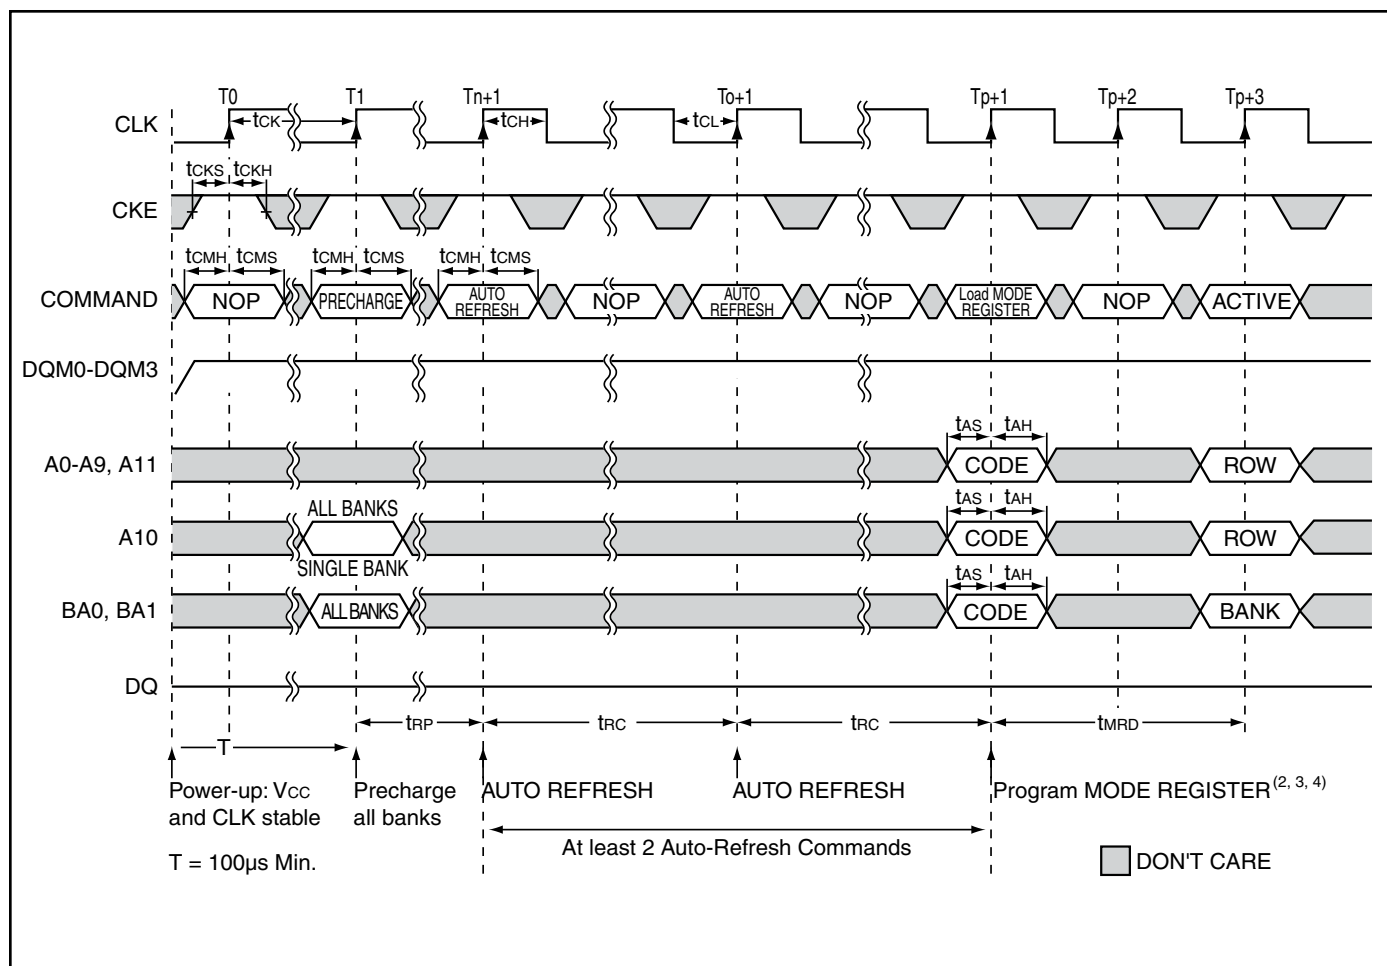 T0 T1 Tn+1 To+1 Tp+1 Tp+2 Tp+3
CLK tCK tCH tCL
tCKS tCKH
CKE
tCMH tCMS tCMH tCMS tCMH tCMS
COMMAND NOP PRECHARGE AUTO REFRESH NOP AUTO REFRESH NOP Load MODE REGISTER NOP ACTIVE
DQM0-DQM3
tAS tAH
A0-A9, A11 CODE ROW
ALL BANKS tAS tAH
A10 CODE ROW
SINGLE BANK tAS tAH
BA0, BA1 ALL BANKS CODE BANK
DQ
tRP tRC tRC tMRD
T
Power-up: VCC Precharge AUTO REFRESH AUTO REFRESH Program MODE REGISTER(2, 3, 4)
and CLK stable all banks
At least 2 Auto-Refresh Commands
T = 100µs Min. DON'T CARE